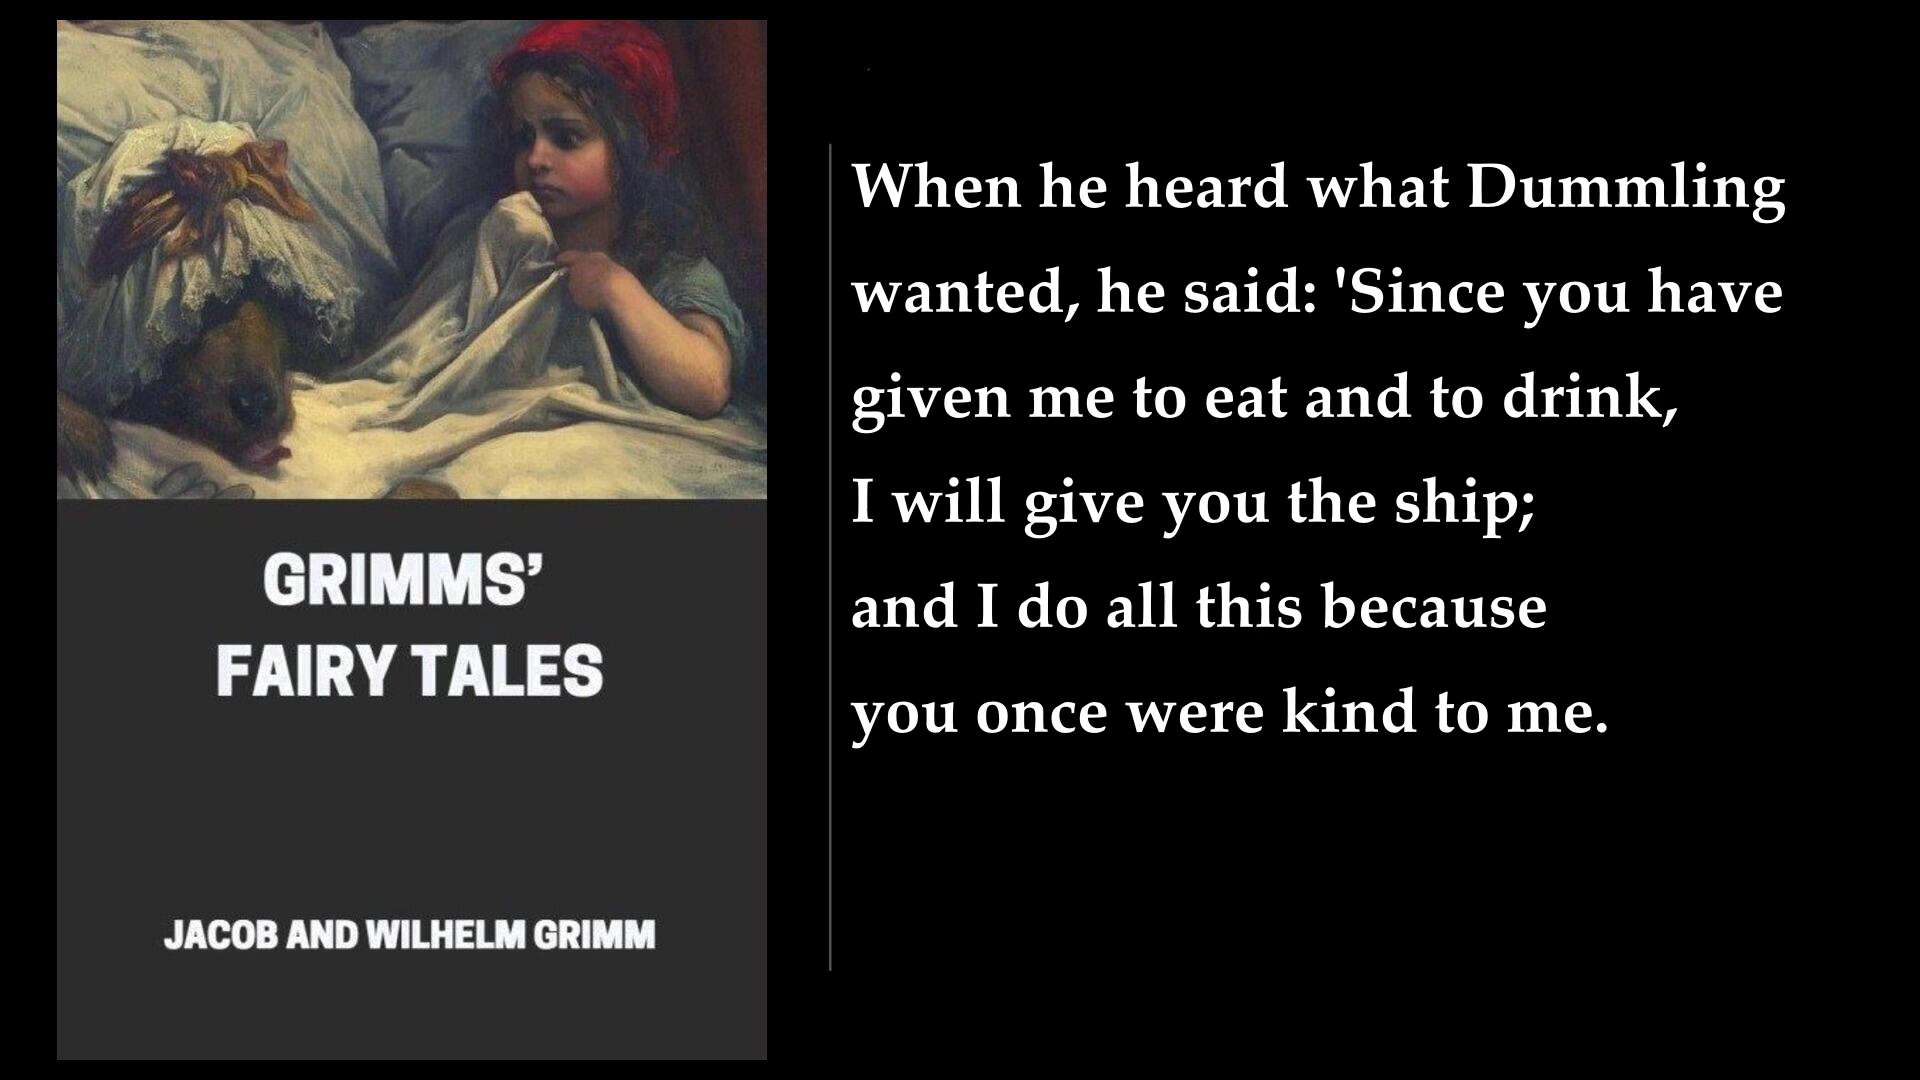 GRIMMS’
FAIRY TALES
JACOB AND WILHELM GRIMM
When he heard what Dummling
wanted, he said: 'Since you have
given me to eat and to drink,
I will give you the ship;
and I do all this because
you once were kind to me.